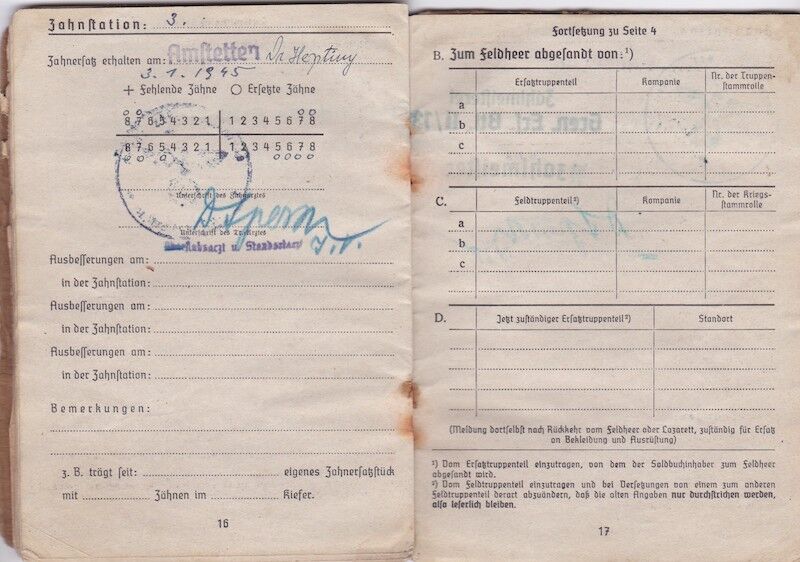 Zahnstation: 3.
Zahnersatz erhalten am: Amstetten Dr
3.1.1945
+ Fehlende Zähne ○ Ersetzte Zähne
8 7 6 5 4 3 2 1 | 1 2 3 4 5 6 7 8
8 7 6 5 4 3 2 1 | 1 2 3 4 5 6 7 8
Unterschrift des Zahnarztes
Unterschrift des Tr. Arztes
Oberstabsarzt u. Standortarzt
Ausbesserungen am:
in der Zahnstation:
Ausbesserungen am:
in der Zahnstation:
Ausbesserungen am:
in der Zahnstation:
Bemerkungen:
z. B. trägt seit: eigenes Zahnersatzstück
mit Zähnen im Kiefer.
16
Fortsetzung zu Seite 4
B. Zum Feldheer abgesandt von:¹)
Ersatztruppenteil Kompanie Nr. der Truppen-
stammrolle
a
b
c
C. Feldtruppenteil²) Kompanie Nr. der Kriegs-
stammrolle
a
b
c
D. Jetzt zuständiger Ersatztruppenteil²) Standort
(Meldung dortselbst nach Rückkehr vom Feldheer oder Lazarett, zuständig für Ersatz
an Bekleidung und Ausrüstung)
¹) Vom Ersatztruppenteil einzutragen, von dem der Soldbuchinhaber zum Feldheer
abgesandt wird.
²) Vom Feldtruppenteil einzutragen und bei Versetzungen von einem zum anderen
Feldtruppenteil derart abzuändern, daß die alten Angaben nur durchstrichen werden,
also leserlich bleiben.
17